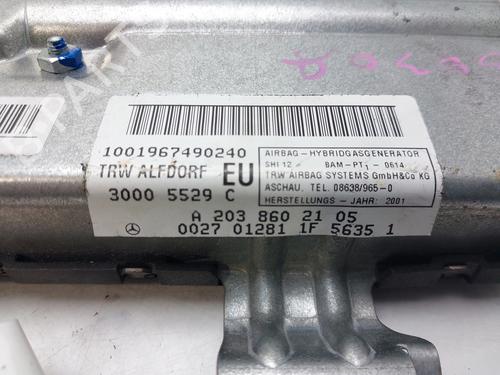 1001967490240
TRW ALFDORF EU
3000 5529 C
AIRBAG - HYBRIDGASGENERATOR
SHI 12 BAM - PTj - 0614
TRW AIRBAG SYSTEMS GmbH&Co KG
ASCHAU. TEL. 08638/965-0
HERSTELLUNGS - JAHR: 2001
A 203 860 21 05
0027 01281 1F 5635 1